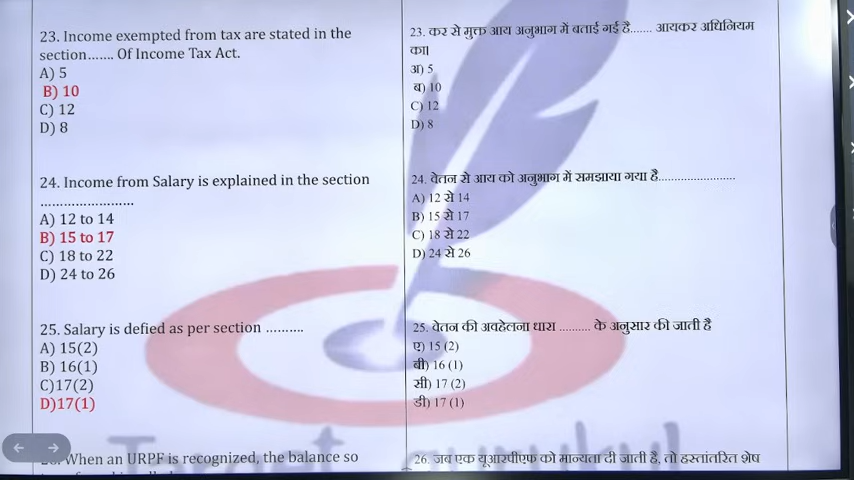 23. Income exempted from tax are stated in the
section....... Of Income Tax Act.
A) 5
B) 10
C) 12
D) 8
24. Income from Salary is explained in the section
........................
A) 12 to 14
B) 15 to 17
C) 18 to 22
D) 24 to 26
25. Salary is defied as per section ..........
A) 15(2)
B) 16(1)
C)17(2)
D)17(1)
When an URPF is recognized, the balance so
23. कर से मुक्त आय अनुभाग में बताई गई है....... आयकर अधिनियम
का।
अ) 5
ब) 10
C) 12
D) 8
24. वेतन से आय को अनुभाग में समझाया गया है........................
A) 12 से 14
B) 15 से 17
C) 18 से 22
D) 24 से 26
25. वेतन की अवहेलना धारा .......... के अनुसार की जाती है
ए) 15 (2)
बी) 16 (1)
सी) 17 (2)
डी) 17 (1)
26. जब एक यूआरपीएफ को मान्यता दी जाती है, तो हस्तांतरित शेष